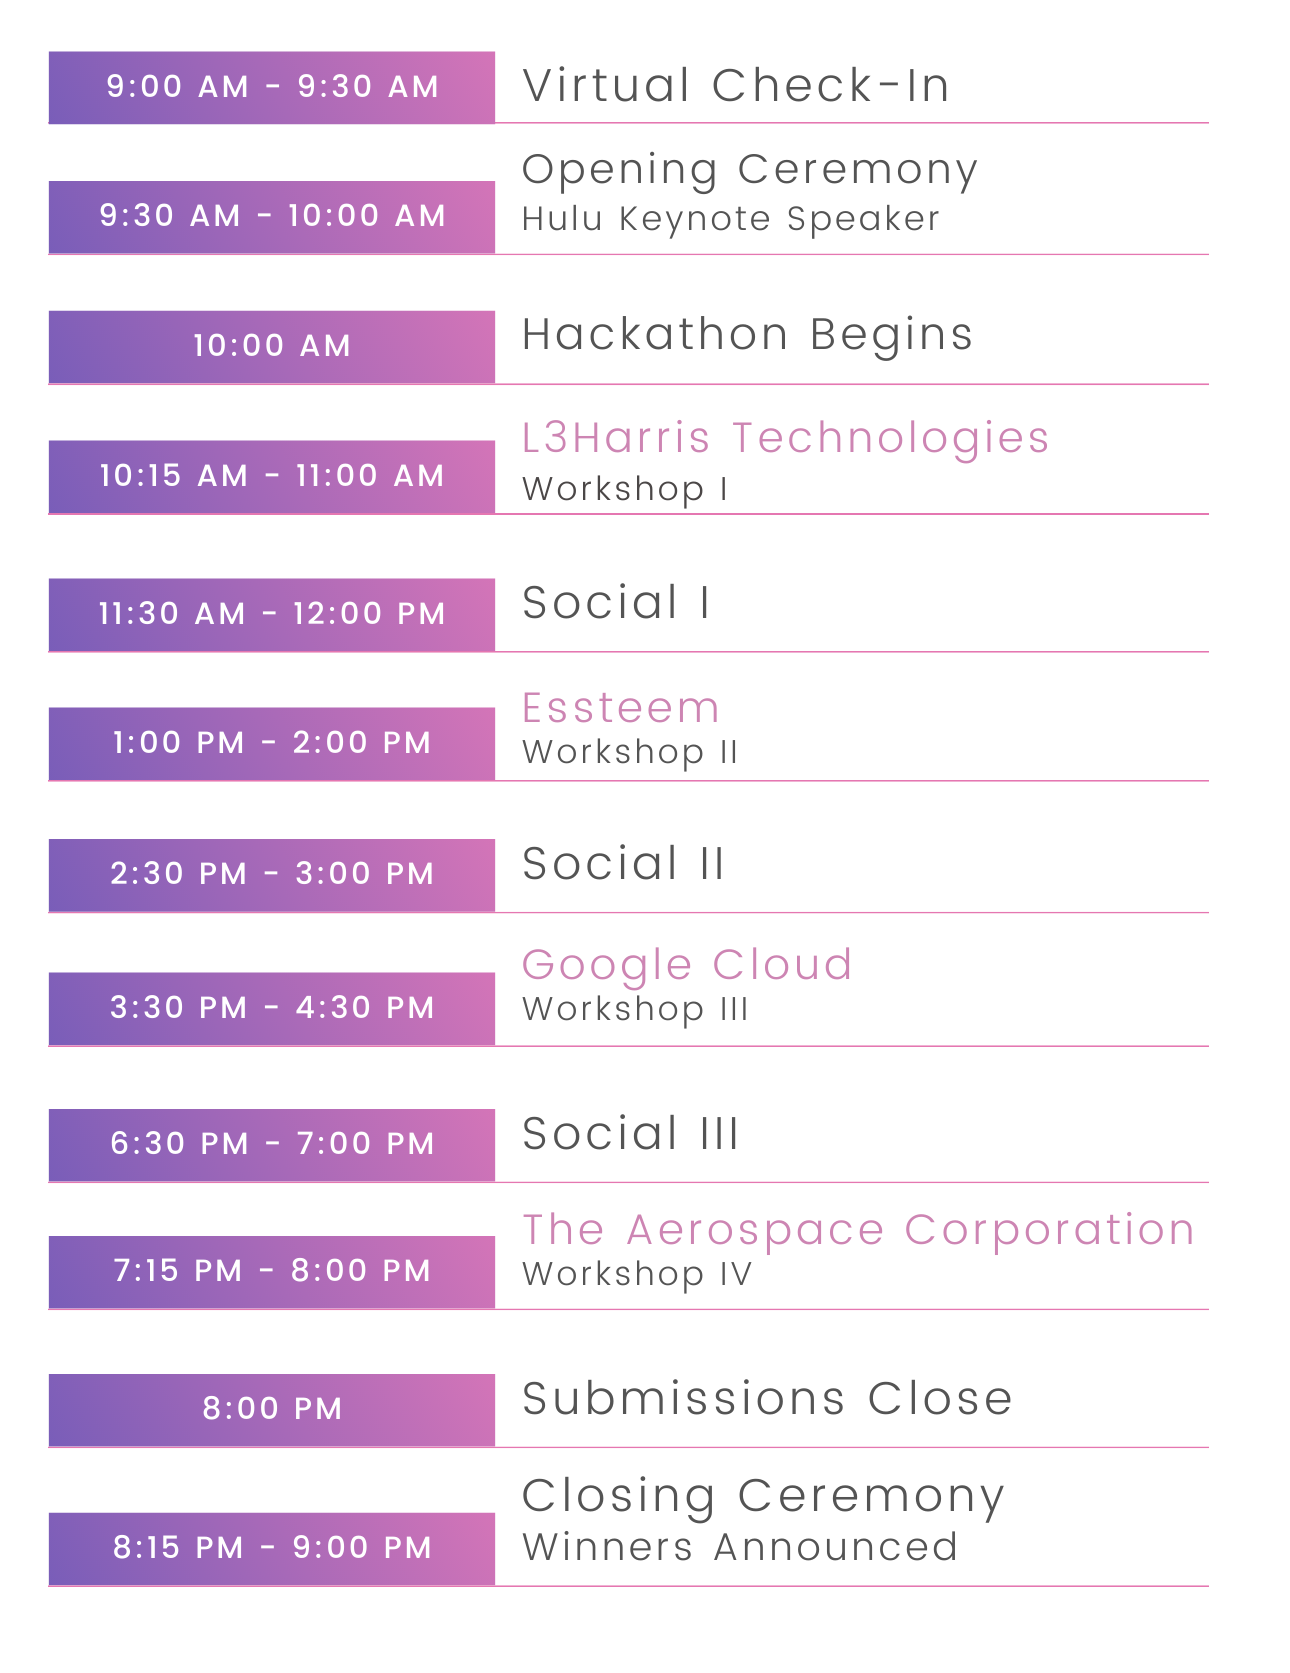 9:00 AM - 9:30 AM
Virtual Check-In
9:30 AM - 10:00 AM
Opening Ceremony
Hulu Keynote Speaker
10:00 AM
Hackathon Begins
10:15 AM - 11:00 AM
L3Harris Technologies
Workshop I
11:30 AM - 12:00 PM
Social I
1:00 PM - 2:00 PM
Essteem
Workshop II
2:30 PM - 3:00 PM
Social II
3:30 PM - 4:30 PM
Google Cloud
Workshop III
6:30 PM - 7:00 PM
Social III
7:15 PM - 8:00 PM
The Aerospace Corporation
Workshop IV
8:00 PM
Submissions Close
8:15 PM - 9:00 PM
Closing Ceremony
Winners Announced